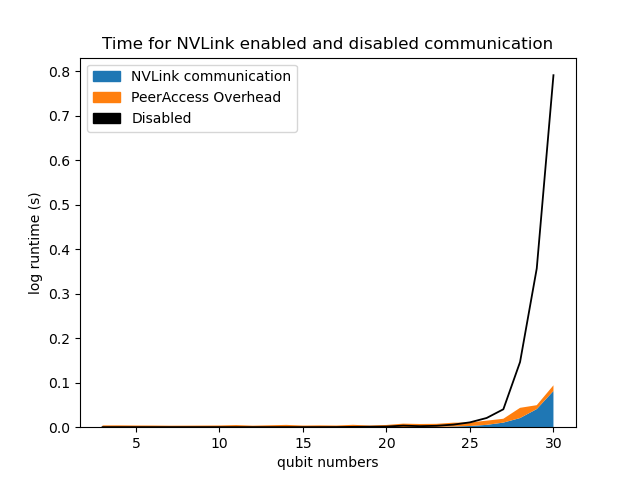 Time for NVLink enabled and disabled communication
NVLink communication
PeerAccess Overhead
Disabled
log runtime (s)
0.8
0.7
0.6
0.5
0.4
0.3
0.2
0.1
0.0
5 10 15 20 25 30
qubit numbers